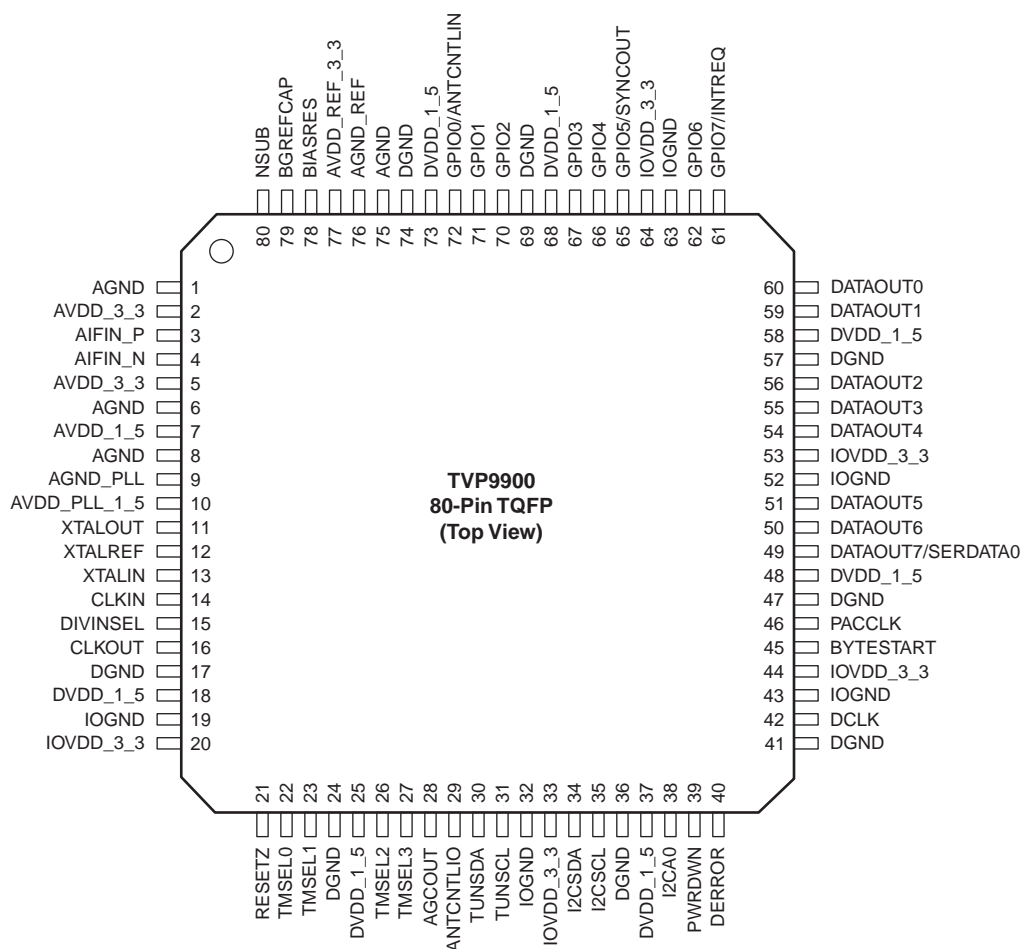 NSUB
BGREFCAP
BIASRES
AVDD_REF_3_3
AGND_REF
AGND
DGND
DVDD_1_5
GPIO0/ANTCNTLIN
GPIO1
GPIO2
DGND
DVDD_1_5
GPIO3
GPIO4
GPIO5/SYNCOUT
IOVDD_3_3
IOGND
GPIO6
GPIO7/INTREQ
80
79
78
77
76
75
74
73
72
71
70
69
68
67
66
65
64
63
62
61
AGND 1
AVDD_3_3 2
AIFIN_P 3
AIFIN_N 4
AVDD_3_3 5
AGND 6
AVDD_1_5 7
AGND 8
AGND_PLL 9
AVDD_PLL_1_5 10
XTALOUT 11
XTALREF 12
XTALIN 13
CLKIN 14
DIVINSEL 15
CLKOUT 16
DGND 17
DVDD_1_5 18
IOGND 19
IOVDD_3_3 20
TVP9900
80-Pin TQFP
(Top View)
60 DATAOUT0
59 DATAOUT1
58 DVDD_1_5
57 DGND
56 DATAOUT2
55 DATAOUT3
54 DATAOUT4
53 IOVDD_3_3
52 IOGND
51 DATAOUT5
50 DATAOUT6
49 DATAOUT7/SERDATA0
48 DVDD_1_5
47 DGND
46 PACCLK
45 BYTESTART
44 IOVDD_3_3
43 IOGND
42 DCLK
41 DGND
21
22
23
24
25
26
27
28
29
30
31
32
33
34
35
36
37
38
39
40
RESETZ
TMSEL0
TMSEL1
DGND
DVDD_1_5
TMSEL2
TMSEL3
AGCOUT
ANTCNTLIO
TUNSDA
TUNSCL
IOGND
IOVDD_3_3
I2CSDA
I2CSCL
DGND
DVDD_1_5
I2CA0
PWRDWN
DERROR